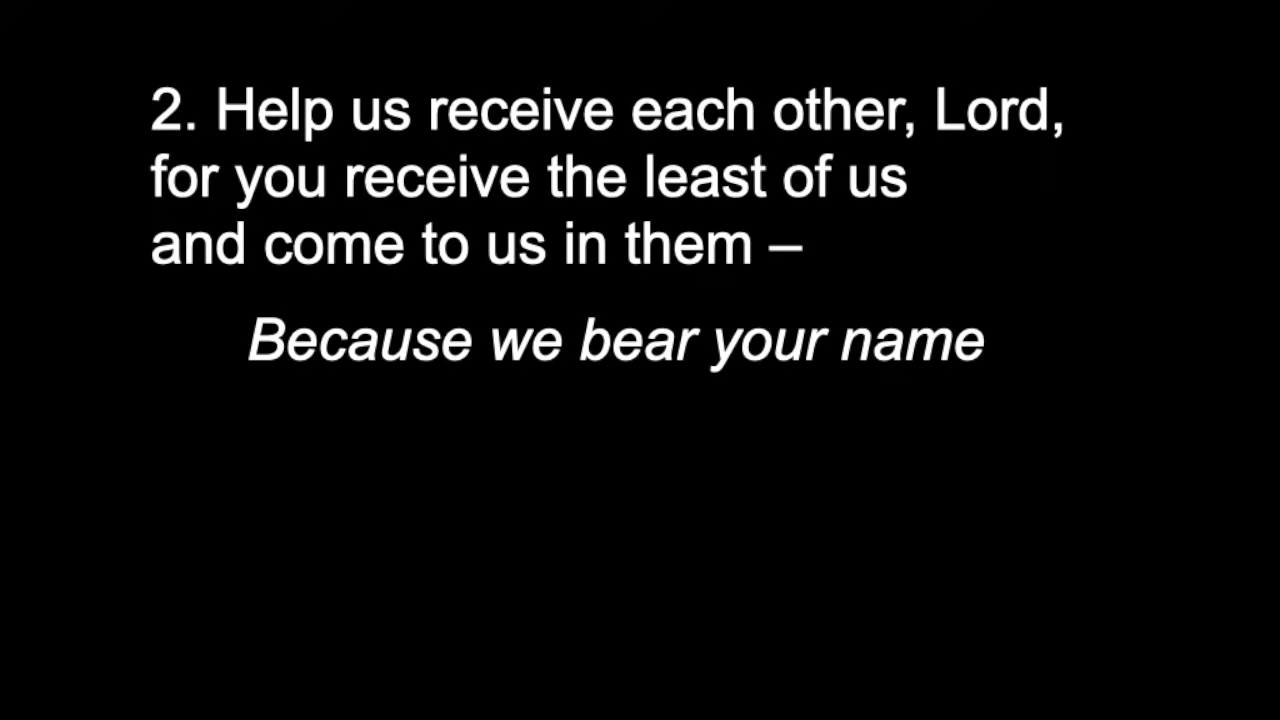 2. Help us receive each other, Lord,
for you receive the least of us
and come to us in them –
Because we bear your name